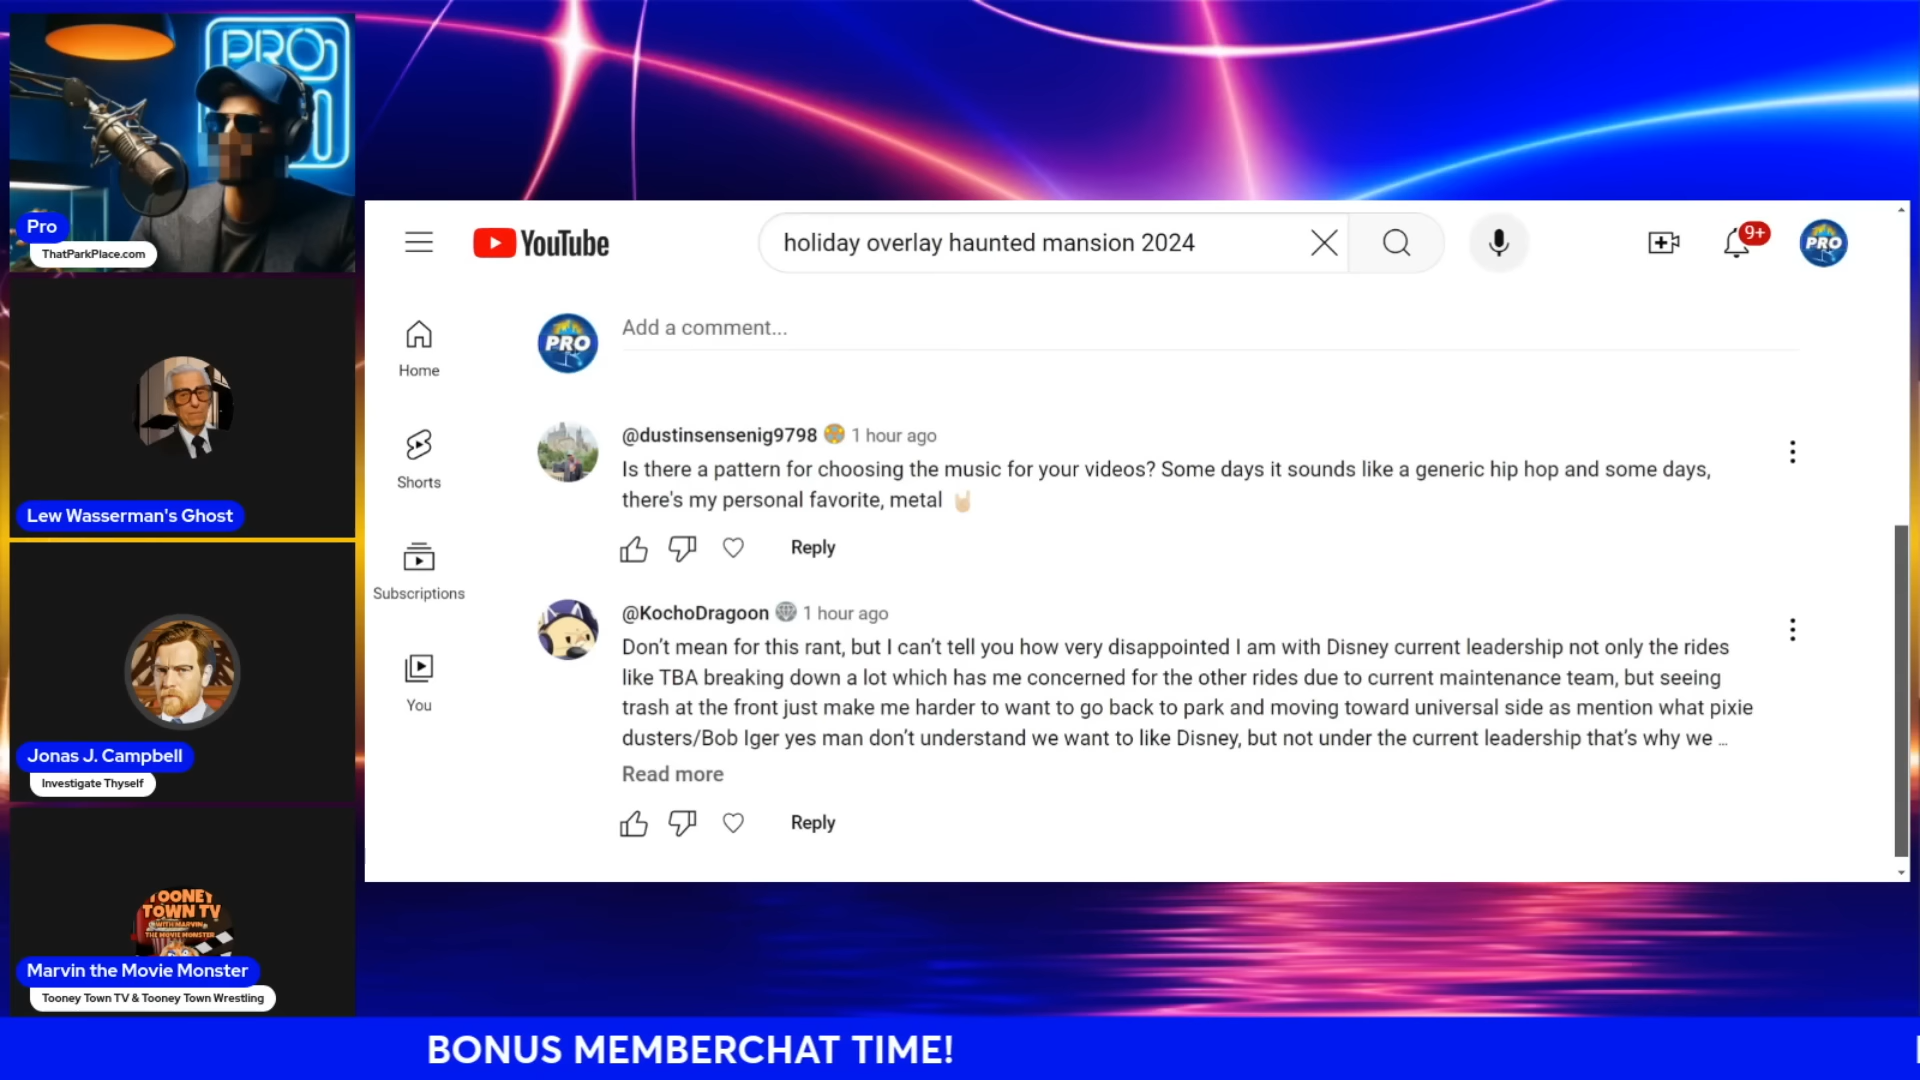 PRO
Pro
ThatParkPlace.com
Lew Wasserman's Ghost
Jonas J. Campbell
Investigate Thyself
TOONEY
TOWN TV
WITH MARVIN
THE MOVIE MONSTER
Marvin the Movie Monster
Tooney Town TV & Tooney Town Wrestling
YouTube
holiday overlay haunted mansion 2024
9+
PRO
Home
Shorts
Subscriptions
You
PRO
Add a comment...
@dustinsensenig9798 1 hour ago
Is there a pattern for choosing the music for your videos? Some days it sounds like a generic hip hop and some days,
there's my personal favorite, metal 🤘🏻
Reply
@KochoDragoon 1 hour ago
Don’t mean for this rant, but I can’t tell you how very disappointed I am with Disney current leadership not only the rides
like TBA breaking down a lot which has me concerned for the other rides due to current maintenance team, but seeing
trash at the front just make me harder to want to go back to park and moving toward universal side as mention what pixie
dusters/Bob Iger yes man don’t understand we want to like Disney, but not under the current leadership that’s why we ...
Read more
Reply
BONUS MEMBERCHAT TIME!